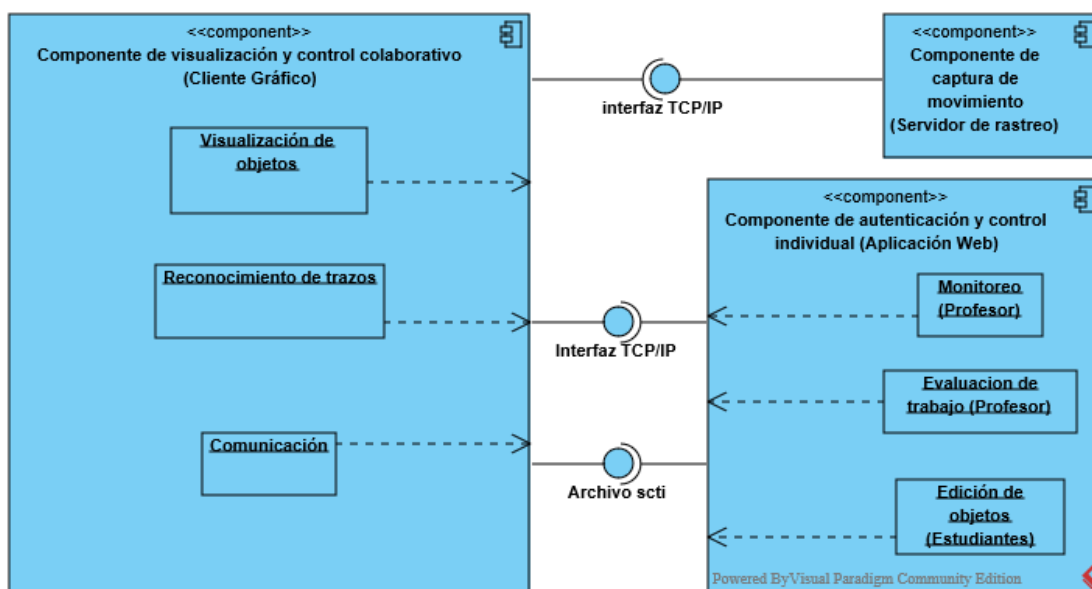 <<component>>
Componente de visualización y control colaborativo
(Cliente Gráfico)
Visualización de
objetos
Reconocimiento de trazos
Comunicación
interfaz TCP/IP
Interfaz TCP/IP
Archivo scti
<<component>>
Componente de
captura de
movimiento
(Servidor de rastreo)
<<component>>
Componente de autenticación y control
individual (Aplicación Web)
Monitoreo
(Profesor)
Evaluacion de
trabajo (Profesor)
Edición de
objetos
(Estudiantes)
Powered ByVisual Paradigm Community Edition